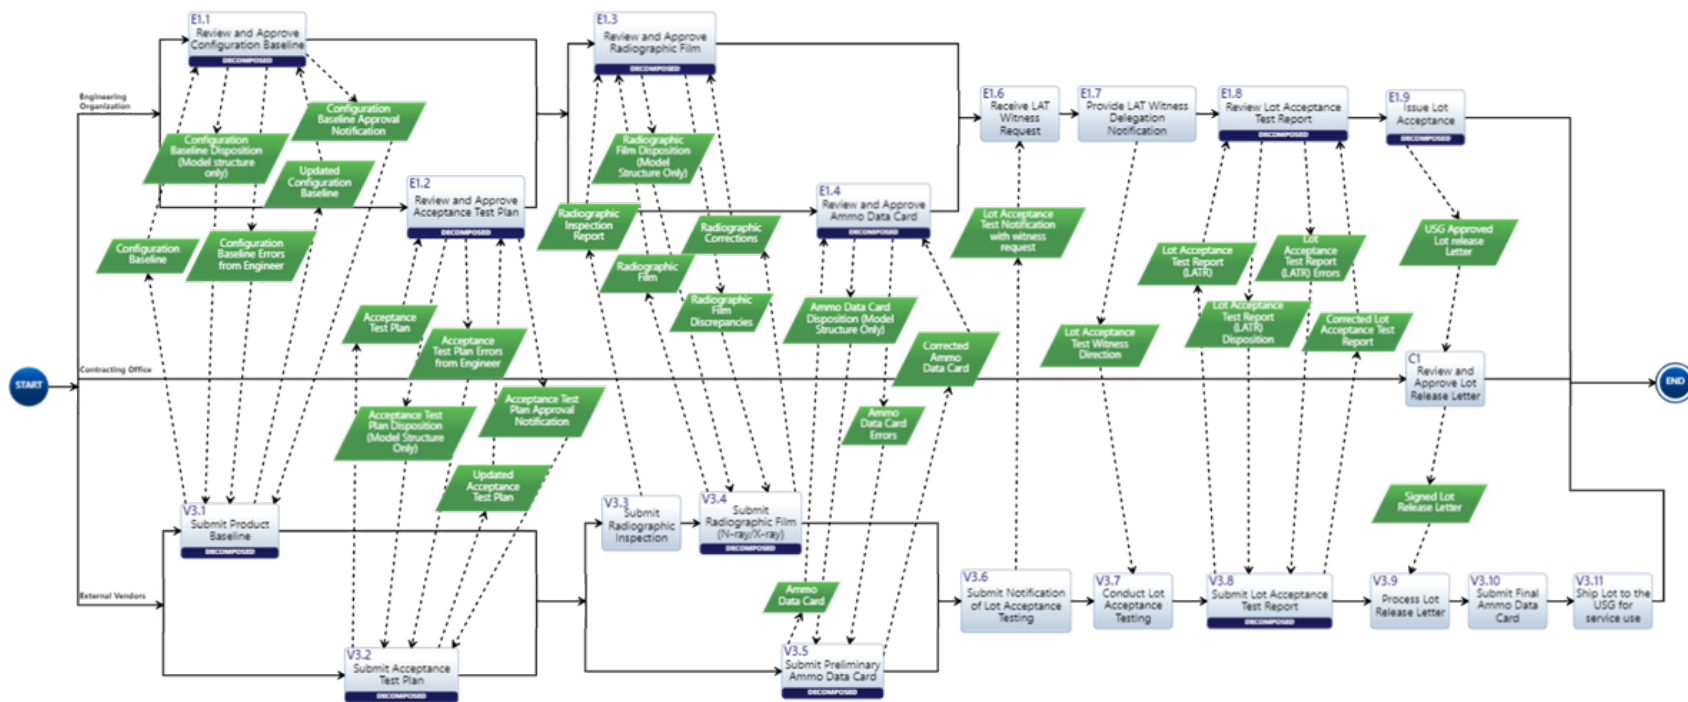 E1.1
Review and Approve
Configuration Baseline
DECOMPOSED
E1.3
Review and Approve
Radiographic Film
DECOMPOSED
Engineering
Organization
Configuration
Baseline Approval
Notification
Configuration
Baseline Disposition
(Model structure
only)
Updated
Configuration
Baseline
Configuration
Baseline
Configuration
Baseline Errors
from Engineer
E1.2
Review and Approve
Acceptance Test Plan
DECOMPOSED
Radiographic
Film Disposition
(Model
Structure Only)
Radiographic
Inspection
Report
Radiographic
Corrections
Radiographic
Film
Radiographic
Film
Discrepancies
E1.4
Review and Approve
Ammo Data Card
DECOMPOSED
E1.6
Receive LAT
Witness
Request
E1.7
Provide LAT Witness
Delegation
Notification
E1.8
Review Lot Acceptance
Test Report
DECOMPOSED
E1.9
Issue Lot
Acceptance
DECOMPOSED
Lot Acceptance
Test Notification
with witness
request
Lot Acceptance
Test Report
(LATR)
Lot
Acceptance
Test Report
(LATR) Errors
USG Approved
Lot release
Letter
Acceptance
Test Plan
Acceptance
Test Plan Errors
from Engineer
Ammo Data Card
Disposition (Model
Structure Only)
Corrected
Ammo
Data Card
Lot Acceptance
Test Witness
Direction
Lot Acceptance
Test Report
(LATR)
Disposition
Corrected Lot
Acceptance Test
Report
START
Contracting Office
C1
Review and
Approve Lot
Release Letter
END
Acceptance Test
Plan Disposition
(Model Structure
Only)
Acceptance Test
Plan Approval
Notification
Updated
Acceptance
Test Plan
Ammo
Data Card
Errors
Signed Lot
Release Letter
V3.1
Submit Product
Baseline
DECOMPOSED
V3.3
Submit
Radiographic
Inspection
V3.4
Submit
Radiographic Film
(N-ray/X-ray)
DECOMPOSED
External Vendors
Ammo
Data Card
V3.2
Submit Acceptance
Test Plan
DECOMPOSED
V3.5
Submit Preliminary
Ammo Data Card
DECOMPOSED
V3.6
Submit Notification
of Lot Acceptance
Testing
V3.7
Conduct Lot
Acceptance
Testing
V3.8
Submit Lot Acceptance
Test Report
DECOMPOSED
V3.9
Process Lot
Release Letter
V3.10
Submit Final
Ammo Data
Card
V3.11
Ship Lot to the
USG for
service use